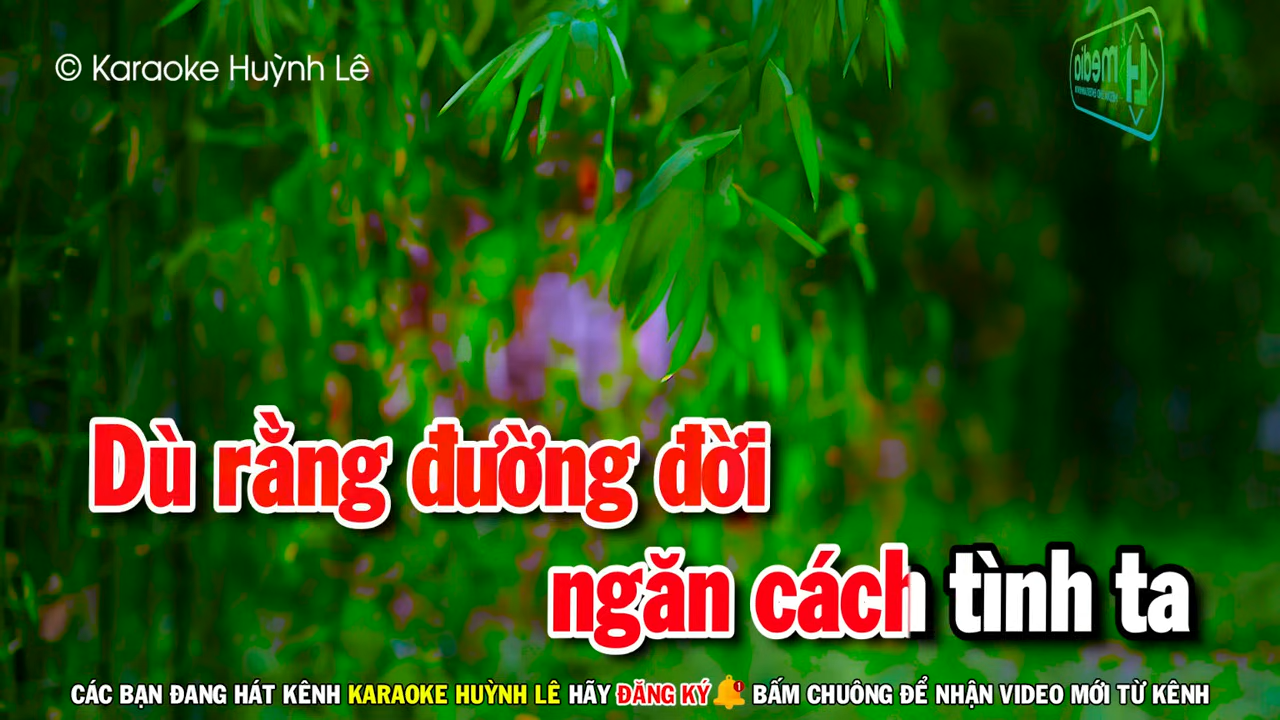 © Karaoke Huỳnh Lê
media
Dù rằng đường đời
ngăn cách tình ta
CÁC BẠN ĐANG HÁT KÊNH KARAOKE HUỲNH LÊ HÃY ĐĂNG KÝ BẤM CHUÔNG ĐỂ NHẬN VIDEO MỚI TỪ KÊNH